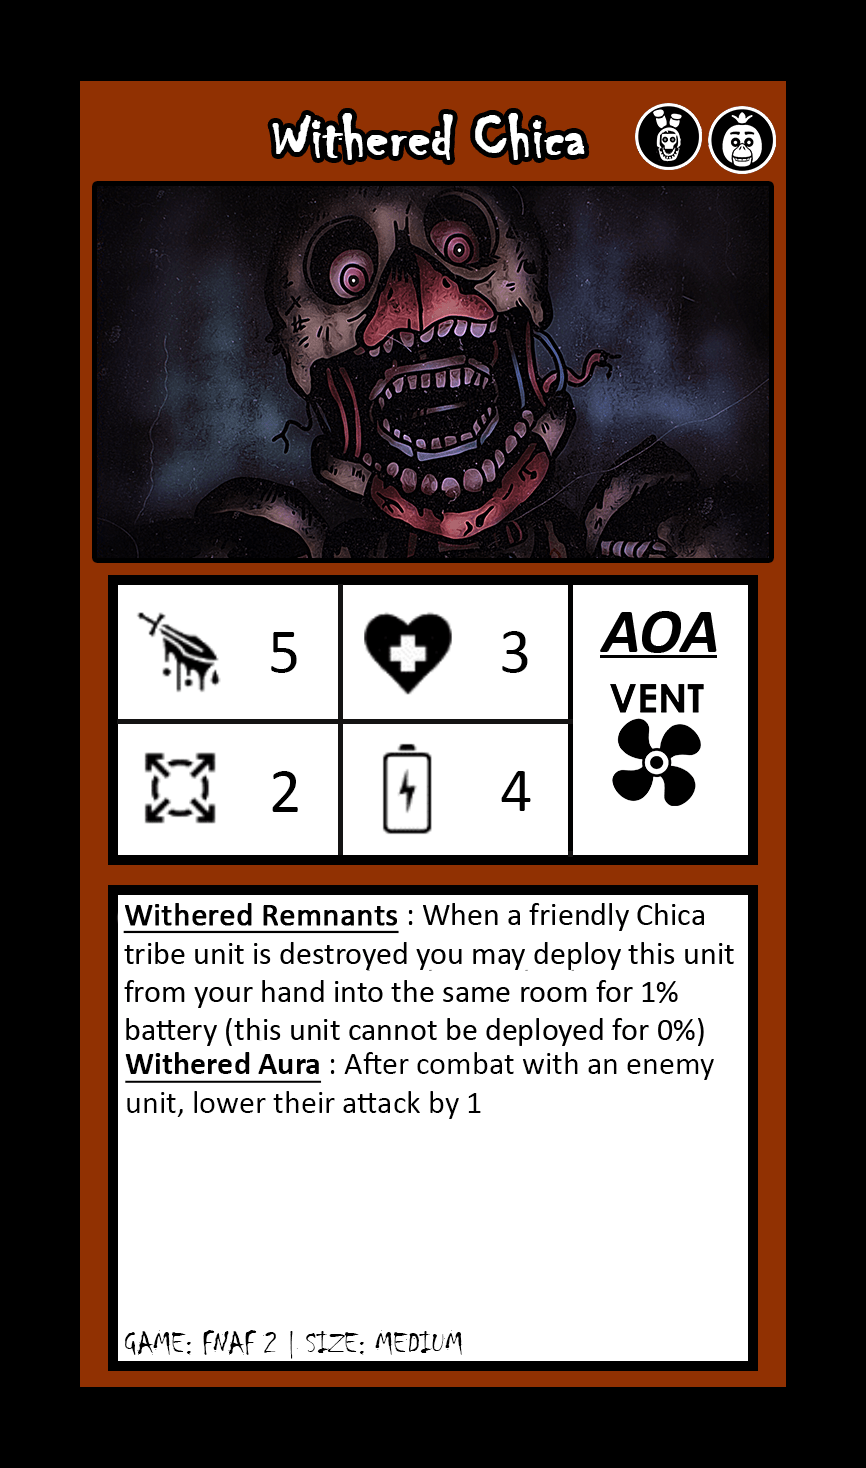 Withered Chica
5
3
AOA
VENT
2
4
Withered Remnants : When a friendly Chica
tribe unit is destroyed you may deploy this unit
from your hand into the same room for 1%
battery (this unit cannot be deployed for 0%)
Withered Aura : After combat with an enemy
unit, lower their attack by 1
GAME: FNAF 2 | SIZE: MEDIUM